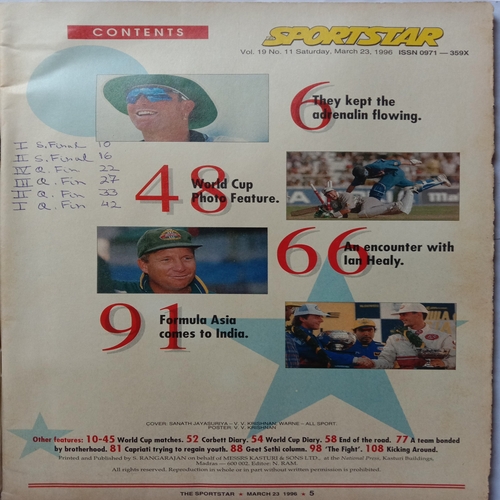 CONTENTS
THE SPORTSTAR
Vol. 19 No. 11 Saturday, March 23, 1996 ISSN 0971 — 359X
6
They kept the
adrenalin flowing.
I S. Final 10
II S. Final 16
IV Q. Fin 22
III Q. Fin 27
II Q. Fin 33
I Q. Fin 42
48
World Cup
Photo Feature.
66
An encounter with
Ian Healy.
91
Formula Asia
comes to India.
COVER: SANATH JAYASURIYA — V. V. KRISHNAN; WARNE — ALL SPORT.
POSTER: V. V. KRISHNAN
Other features: 10-45 World Cup matches. 52 Corbett Diary. 54 World Cup Diary. 58 End of the road. 77 A team bonded
by brotherhood. 81 Capriati trying to regain youth. 88 Geet Sethi column. 98 'The Fight'. 108 Kicking Around.
Printed and Published by S. RANGARAJAN on behalf of MESSRS KASTURI & SONS LTD., at the National Press, Kasturi Buildings,
Madras — 600 002. Editor: N. RAM.
All rights reserved. Reproduction in whole or in part without written permission is prohibited.
THE SPORTSTAR ★ MARCH 23 1996 ★ 5